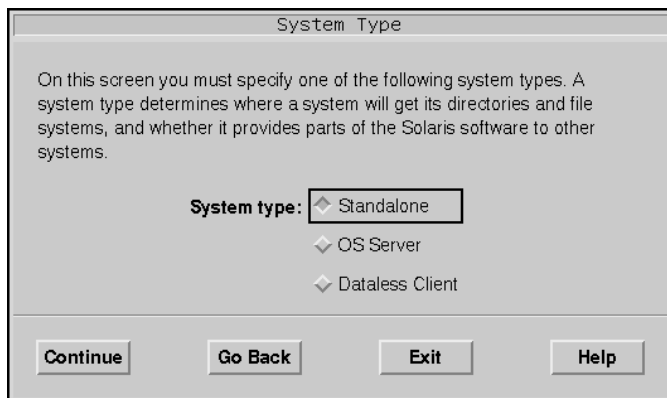 System Type
On this screen you must specify one of the following system types. A
system type determines where a system will get its directories and file
systems, and whether it provides parts of the Solaris software to other
systems.
System type: Standalone
OS Server
Dataless Client
Continue Go Back Exit Help